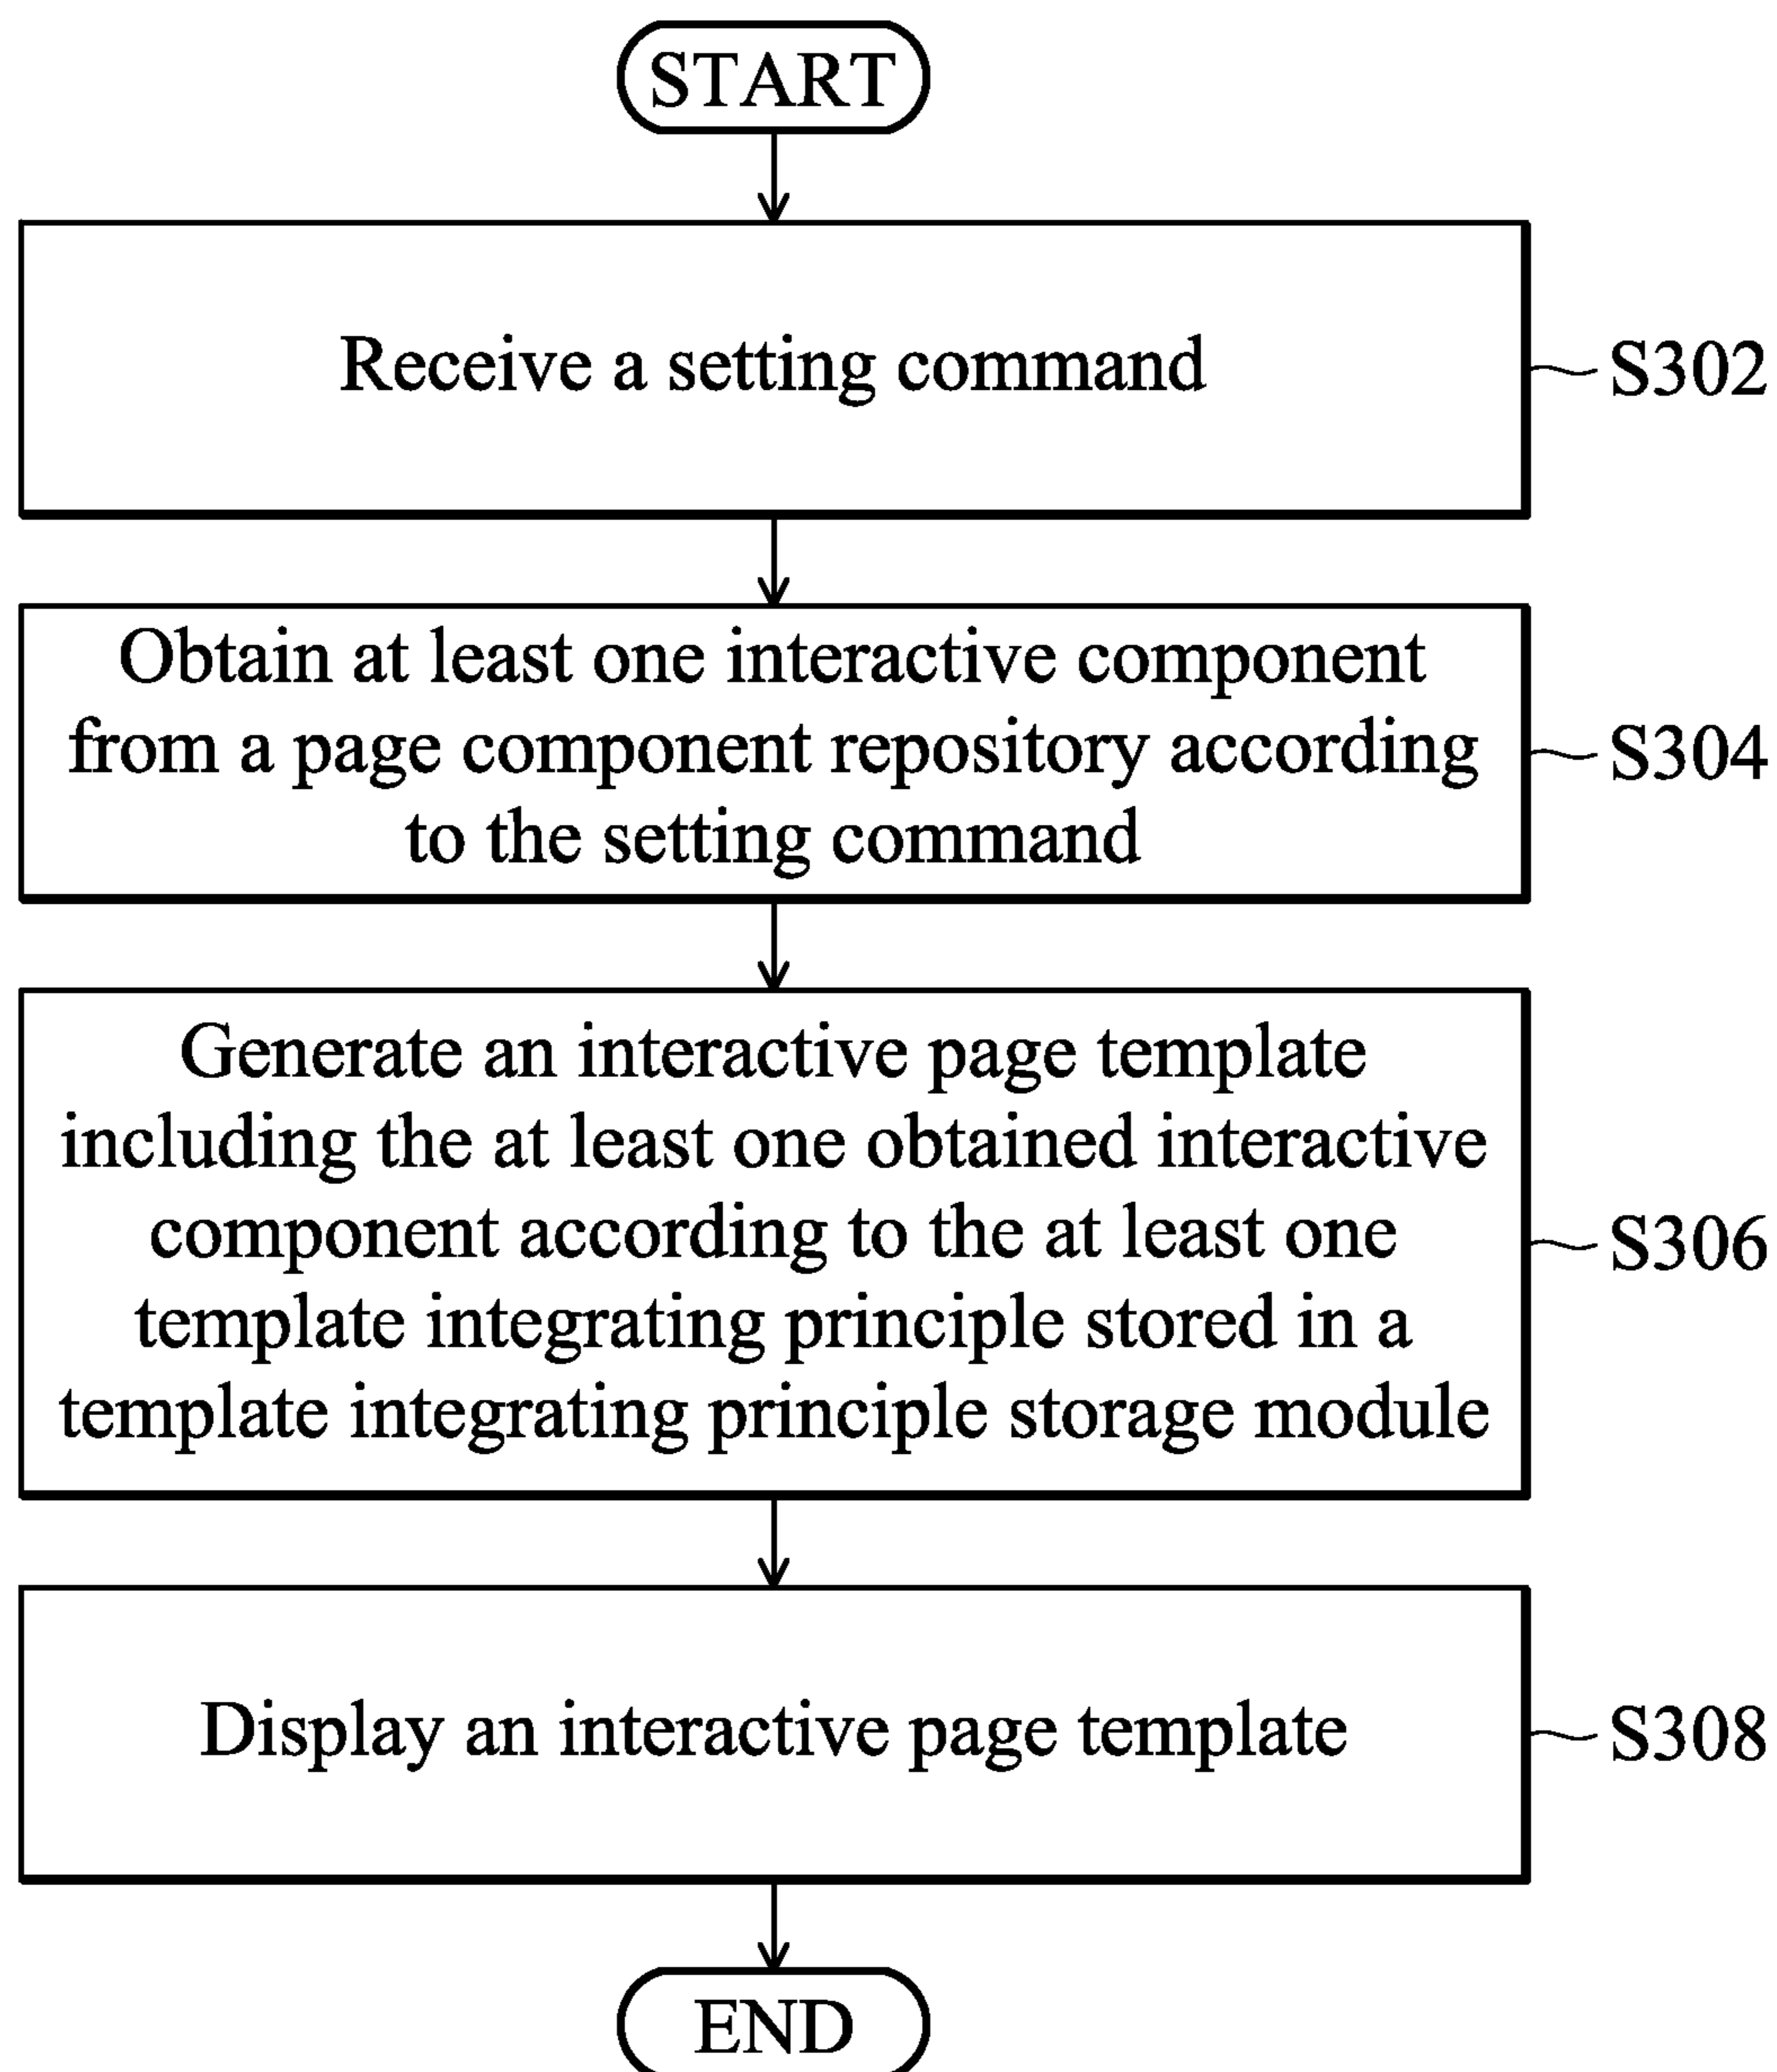 START
Receive a setting command
S302
Obtain at least one interactive component
from a page component repository according
to the setting command
S304
Generate an interactive page template
including the at least one obtained interactive
component according to the at least one
template integrating principle stored in a
template integrating principle storage module
S306
Display an interactive page template
S308
END